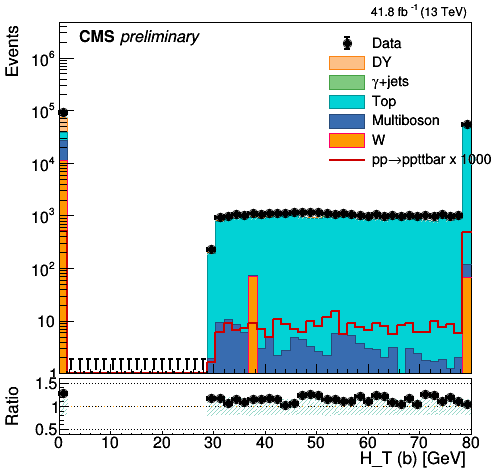 41.8 fb⁻¹ (13 TeV)
CMS preliminary
Events
Data
DY
γ+jets
Top
Multiboson
W
pp→ppttbar x 1000
10⁶
10⁵
10⁴
10³
10²
10
1
Ratio
1.5
1
0.5
0 10 20 30 40 50 60 70 80
H_T (b) [GeV]